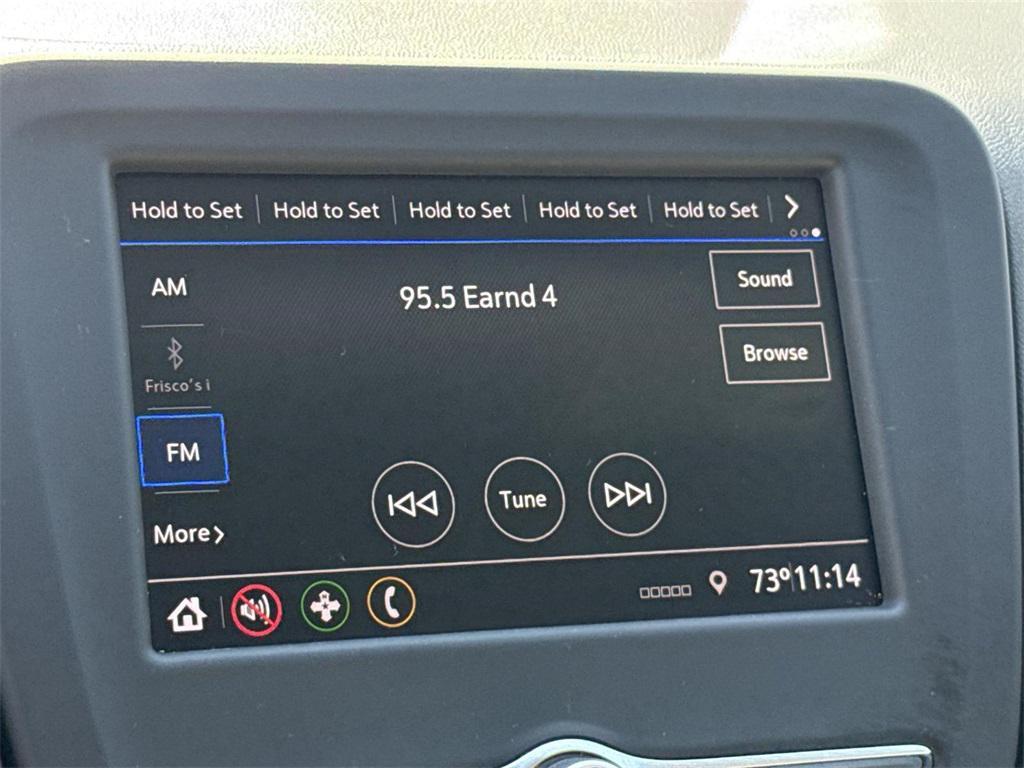 Hold to Set Hold to Set Hold to Set Hold to Set Hold to Set
AM
95.5 Earnd 4
Sound
Frisco's i
Browse
FM
Tune
More
73° 11:14